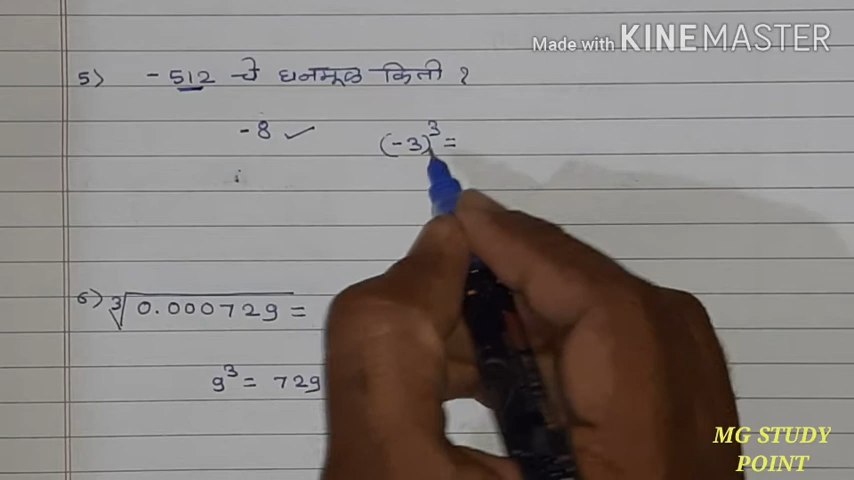 Made with KINEMASTER
5) - 512 चे घनमूळ किती ?
-8 ✓ (-3)³ =
6) ∛0.000729 =
9³ = 729
MG STUDY
POINT